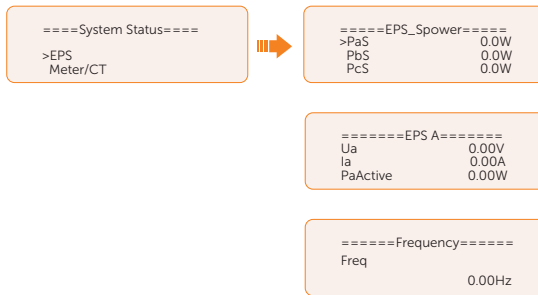 ====System Status====
>EPS
Meter/CT
=====EPS_Spower=====
>PaS 0.0W
PbS 0.0W
PcS 0.0W
=======EPS A=======
Ua 0.00V
Ia 0.00A
PaActive 0.00W
======Frequency======
Freq
0.00Hz